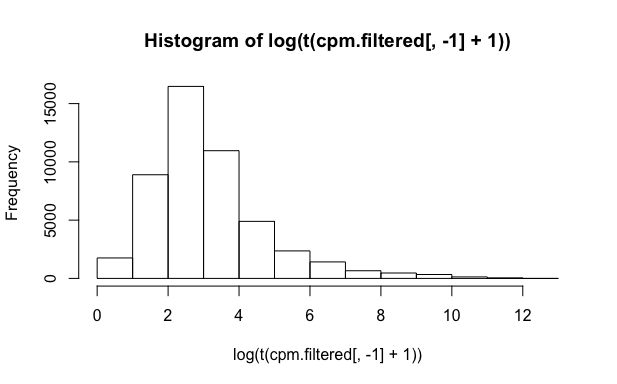 Histogram of log(t(cpm.filtered[, -1] + 1))
Frequency
15000
10000
5000
0
0 2 4 6 8 10 12
log(t(cpm.filtered[, -1] + 1))